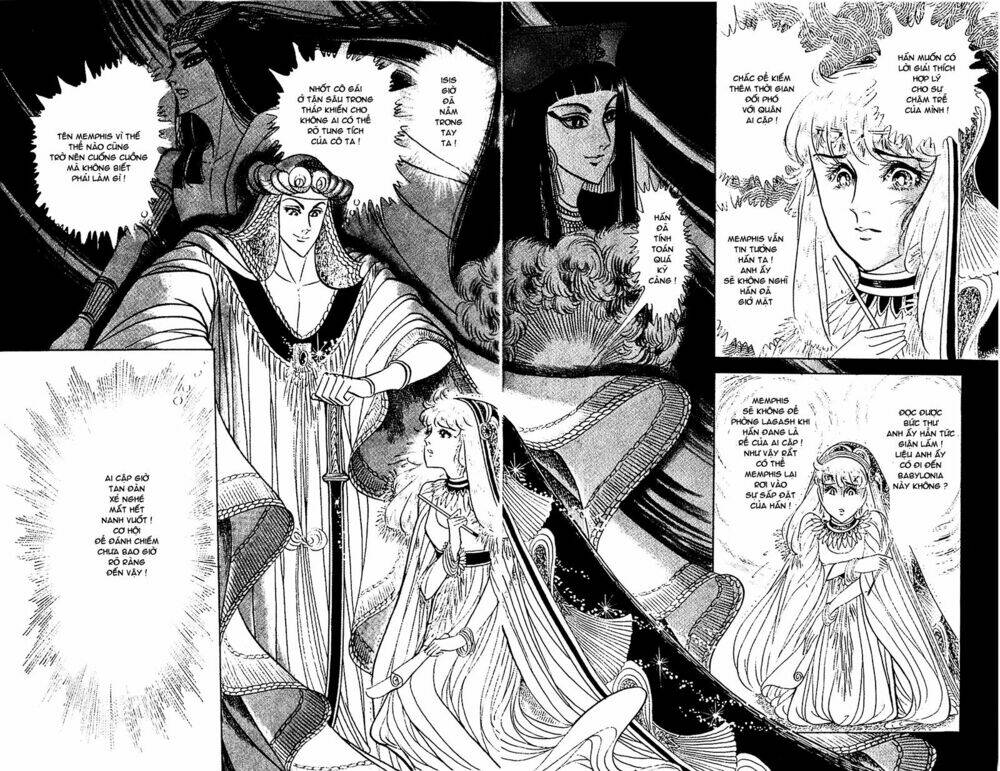 HẮN MUỐN CÓ
LỜI GIẢI THÍCH
HỢP LÝ
CHO SỰ
CHẬM TRỄ
CỦA MÌNH !
CHẮC ĐỂ KIẾM
THÊM THỜI GIAN
ĐỐI PHÓ
VỚI QUÂN
AI CẬP !
MEMPHIS VẪN
TIN TƯỞNG
HẮN TA !
ANH ẤY
SẼ KHÔNG NGHĨ
HẮN ĐÃ
GIỞ MẶT
ĐỌC ĐƯỢC
BỨC THƯ
ANH ẤY HẲN TỨC
GIẬN LẮM !
LIỆU ANH ẤY
CÓ ĐI ĐẾN
BABYLONIA
NÀY KHÔNG ?
MEMPHIS
SẼ KHÔNG ĐỀ
PHÒNG LAGASH KHI
HẮN ĐANG LÀ
RỂ CỦA AI CẬP !
NHƯ VẬY RẤT
CÓ THỂ
MEMPHIS LẠI
RƠI VÀO
SỰ SẮP ĐẶT
CỦA HẮN !
HẮN
ĐÃ
TÍNH
TOÁN
QUÁ
KỸ
CÀNG !
ISIS
GIỜ
ĐÃ
NẰM
TRONG
TAY
TA !
NHỐT CÔ GÁI
Ở TẬN SÂU TRONG
THÁP KHIẾN CHO
KHÔNG AI CÓ THỂ
RÕ TUNG TÍCH
CỦA CÔ TA !
TÊN MEMPHIS VÌ THẾ
THẾ NÀO CŨNG
TRỞ NÊN CUỒNG CUỒNG
MÀ KHÔNG BIẾT
PHẢI LÀM GÌ !
AI CẬP GIỜ
TAN ĐÀN
XẺ NGHÉ
MẤT HẾT
NANH VUỐT !
CƠ HỘI
ĐỂ ĐÁNH CHIẾM
CHƯA BAO GIỜ
RÕ RÀNG
ĐẾN VẬY !